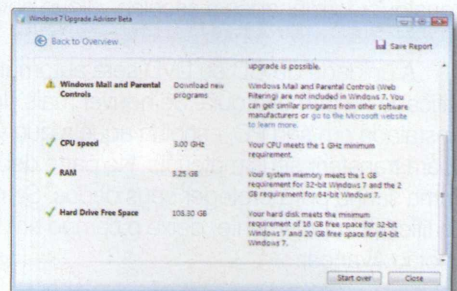 Windows 7 Upgrade Advisor Beta
Back to Overview
Save Report
upgrade is possible.
Windows Mail and Parental Controls
Download new programs
Windows Mail and Parental Controls (Web
filtering) are not included in Windows 7. You
can get similar programs from other software
manufacturers or go to the Microsoft website
to learn more.
CPU speed
3.00 GHz
Your CPU meets the 1 GHz minimum
requirement.
RAM
3.25 GB
Your system memory meets the 1 GB
requirement for 32-bit Windows 7 and the 2
GB requirement for 64-bit Windows 7.
Hard Drive Free Space
108.30 GB
Your hard disk meets the minimum
requirement of 16 GB free space for 32-bit
Windows 7 and 20 GB free space for 64-bit
Windows 7.
Start over
Close